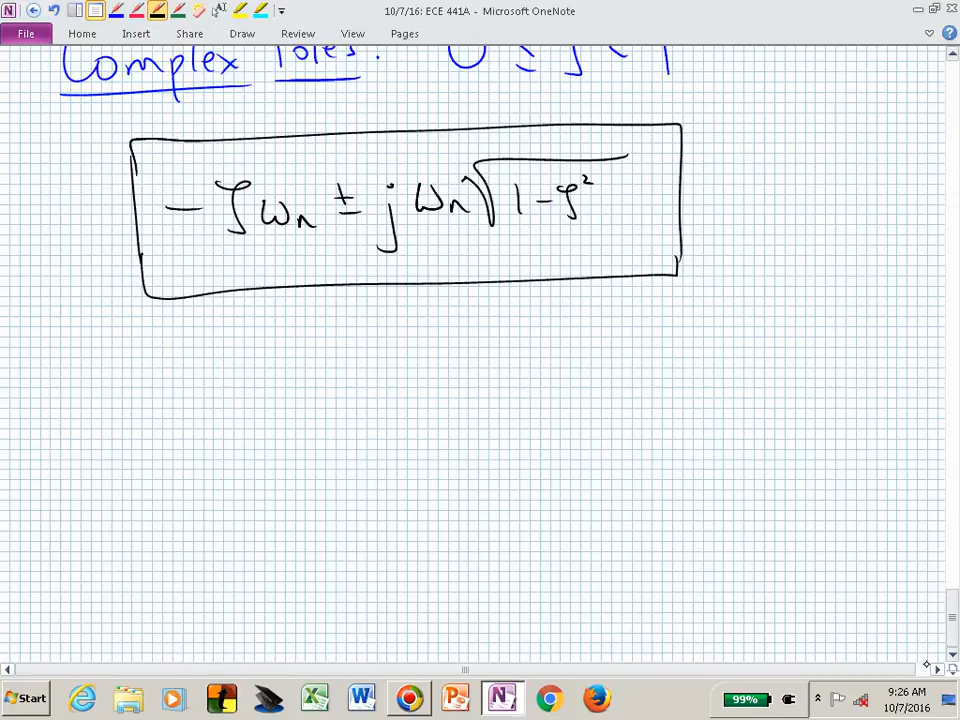 10/7/16: ECE 441A - Microsoft OneNote
File Home Insert Share Draw Review View Pages
Complex Poles: 0 ≤ ζ < 1
- ζωn ± jωn√1-ζ²
Start
99%
9:26 AM
10/7/2016